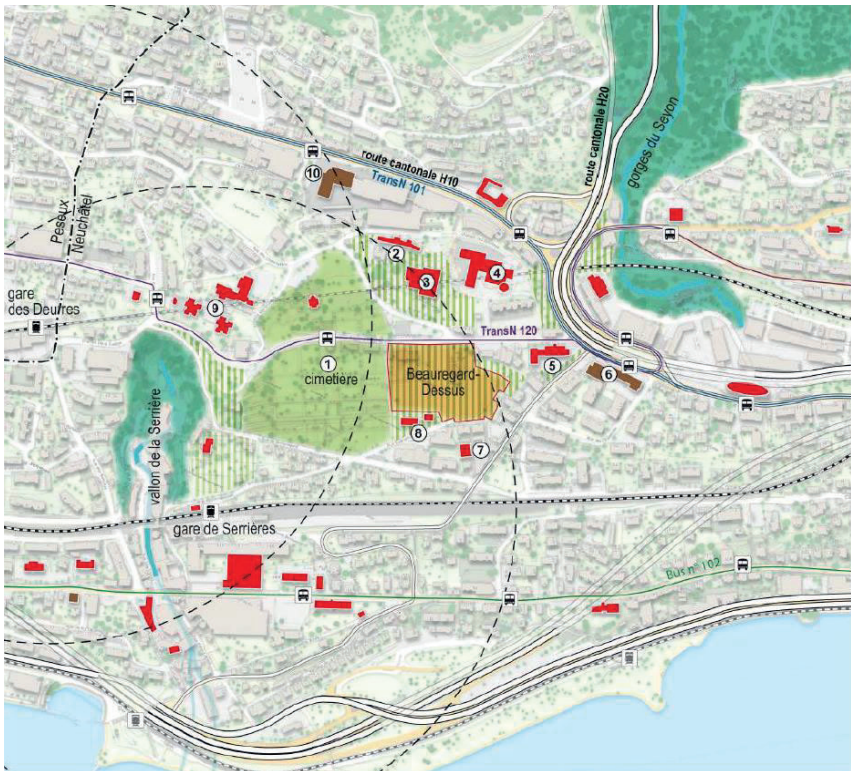 10
route cantonale H10
TransN 101
route cantonale H20
gorges du Seyon
Peseux
Neuchâtel
2
3
4
9
gare
des Deurres
TransN 120
1
cimetière
Beauregard-
Dessus
5
6
8
7
vallon de la Serrière
gare de Serrières
Bus n° 102